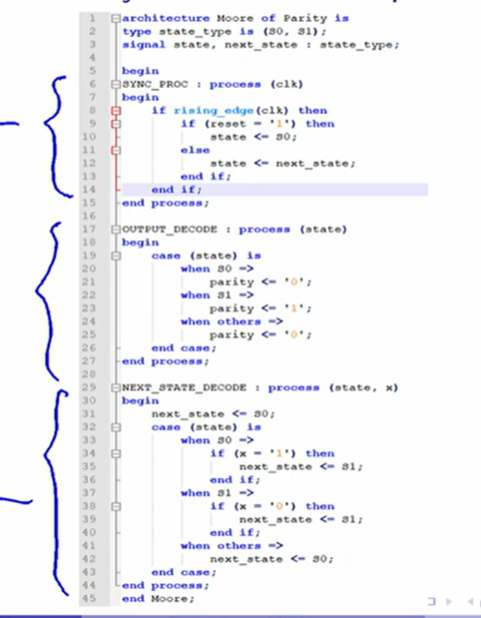 1 architecture Moore of Parity is
2 type state_type is (S0, S1);
3 signal state, next_state : state_type;
4
5 begin
6 SYNC_PROC : process (clk)
7 begin
8 if rising_edge(clk) then
9 if (reset = '1') then
10 state <= S0;
11 else
12 state <= next_state;
13 end if;
14 end if;
15 end process;
16
17 OUTPUT_DECODE : process (state)
18 begin
19 case (state) is
20 when S0 =>
21 parity <= '0';
22 when S1 =>
23 parity <= '1';
24 when others =>
25 parity <= '0';
26 end case;
27 end process;
28
29 NEXT_STATE_DECODE : process (state, x)
30 begin
31 next_state <= S0;
32 case (state) is
33 when S0 =>
34 if (x = '1') then
35 next_state <= S1;
36 end if;
37 when S1 =>
38 if (x = '0') then
39 next_state <= S1;
40 end if;
41 when others =>
42 next_state <= S0;
43 end case;
44 end process;
45 end Moore;